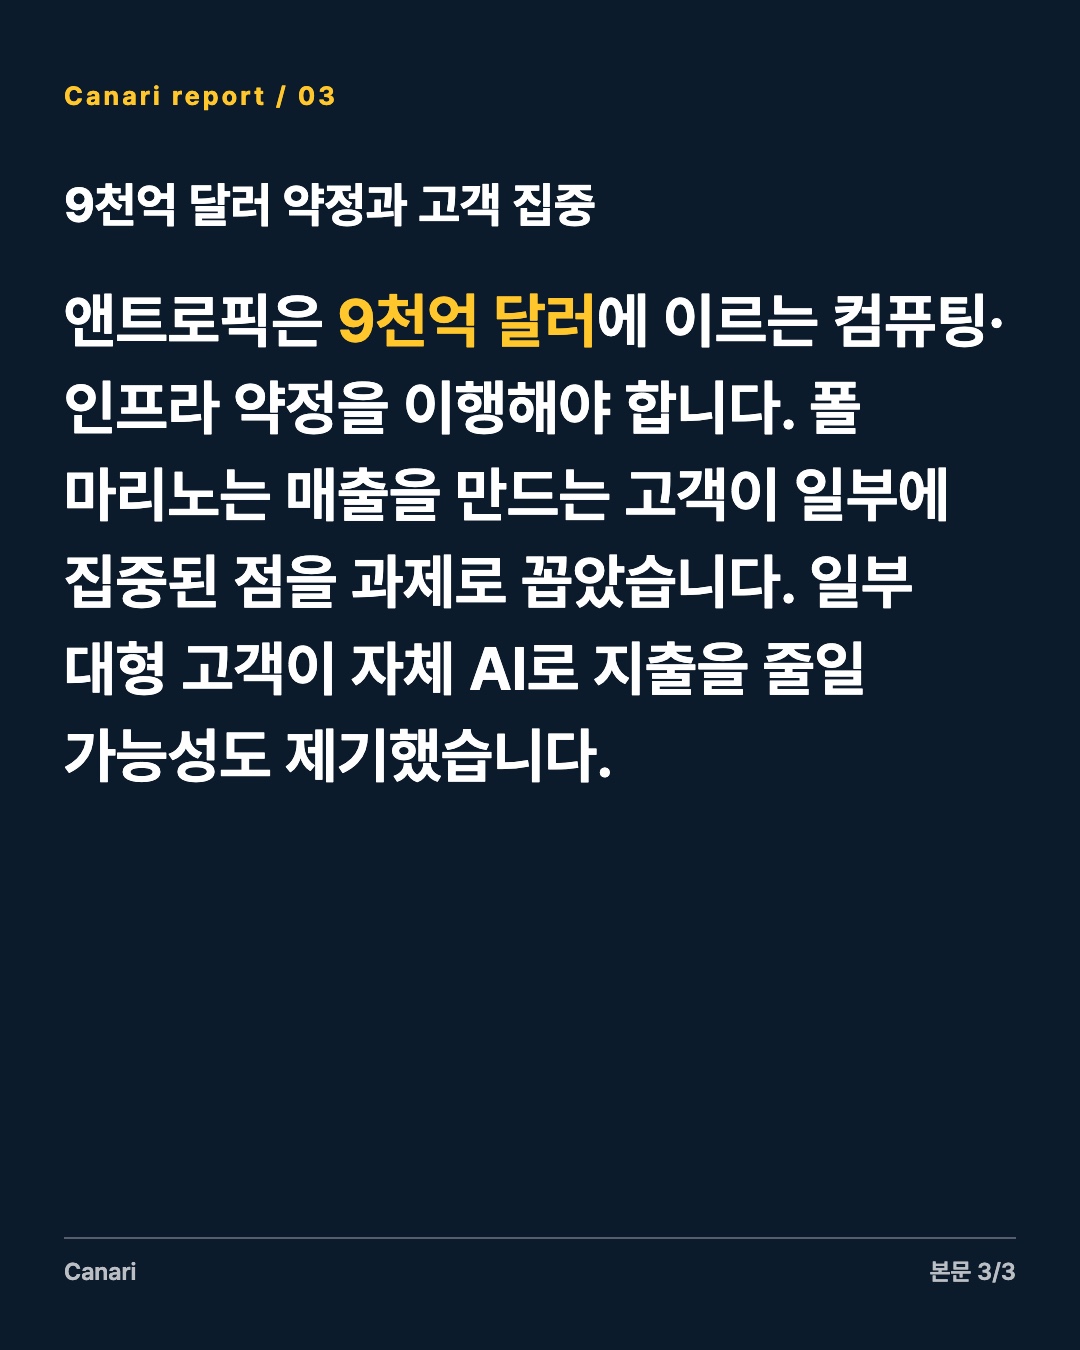 Canari report / 03
9천억 달러 약정과 고객 집중
앤트로픽은 9천억 달러에 이르는 컴퓨팅·
인프라 약정을 이행해야 합니다. 폴
마리노는 매출을 만드는 고객이 일부에
집중된 점을 과제로 꼽았습니다. 일부
대형 고객이 자체 AI로 지출을 줄일
가능성도 제기했습니다.
Canari
본문 3/3